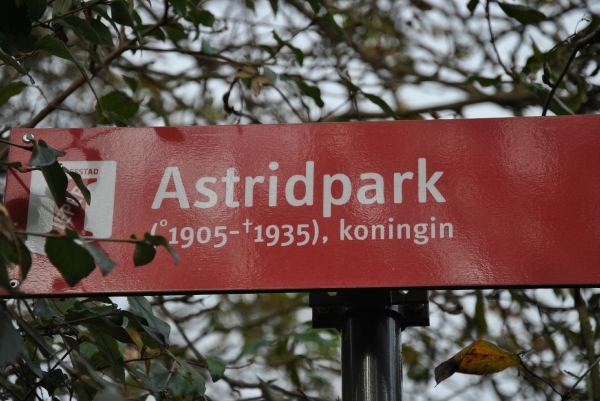 Astridpark
(°1905-†1935), koningin